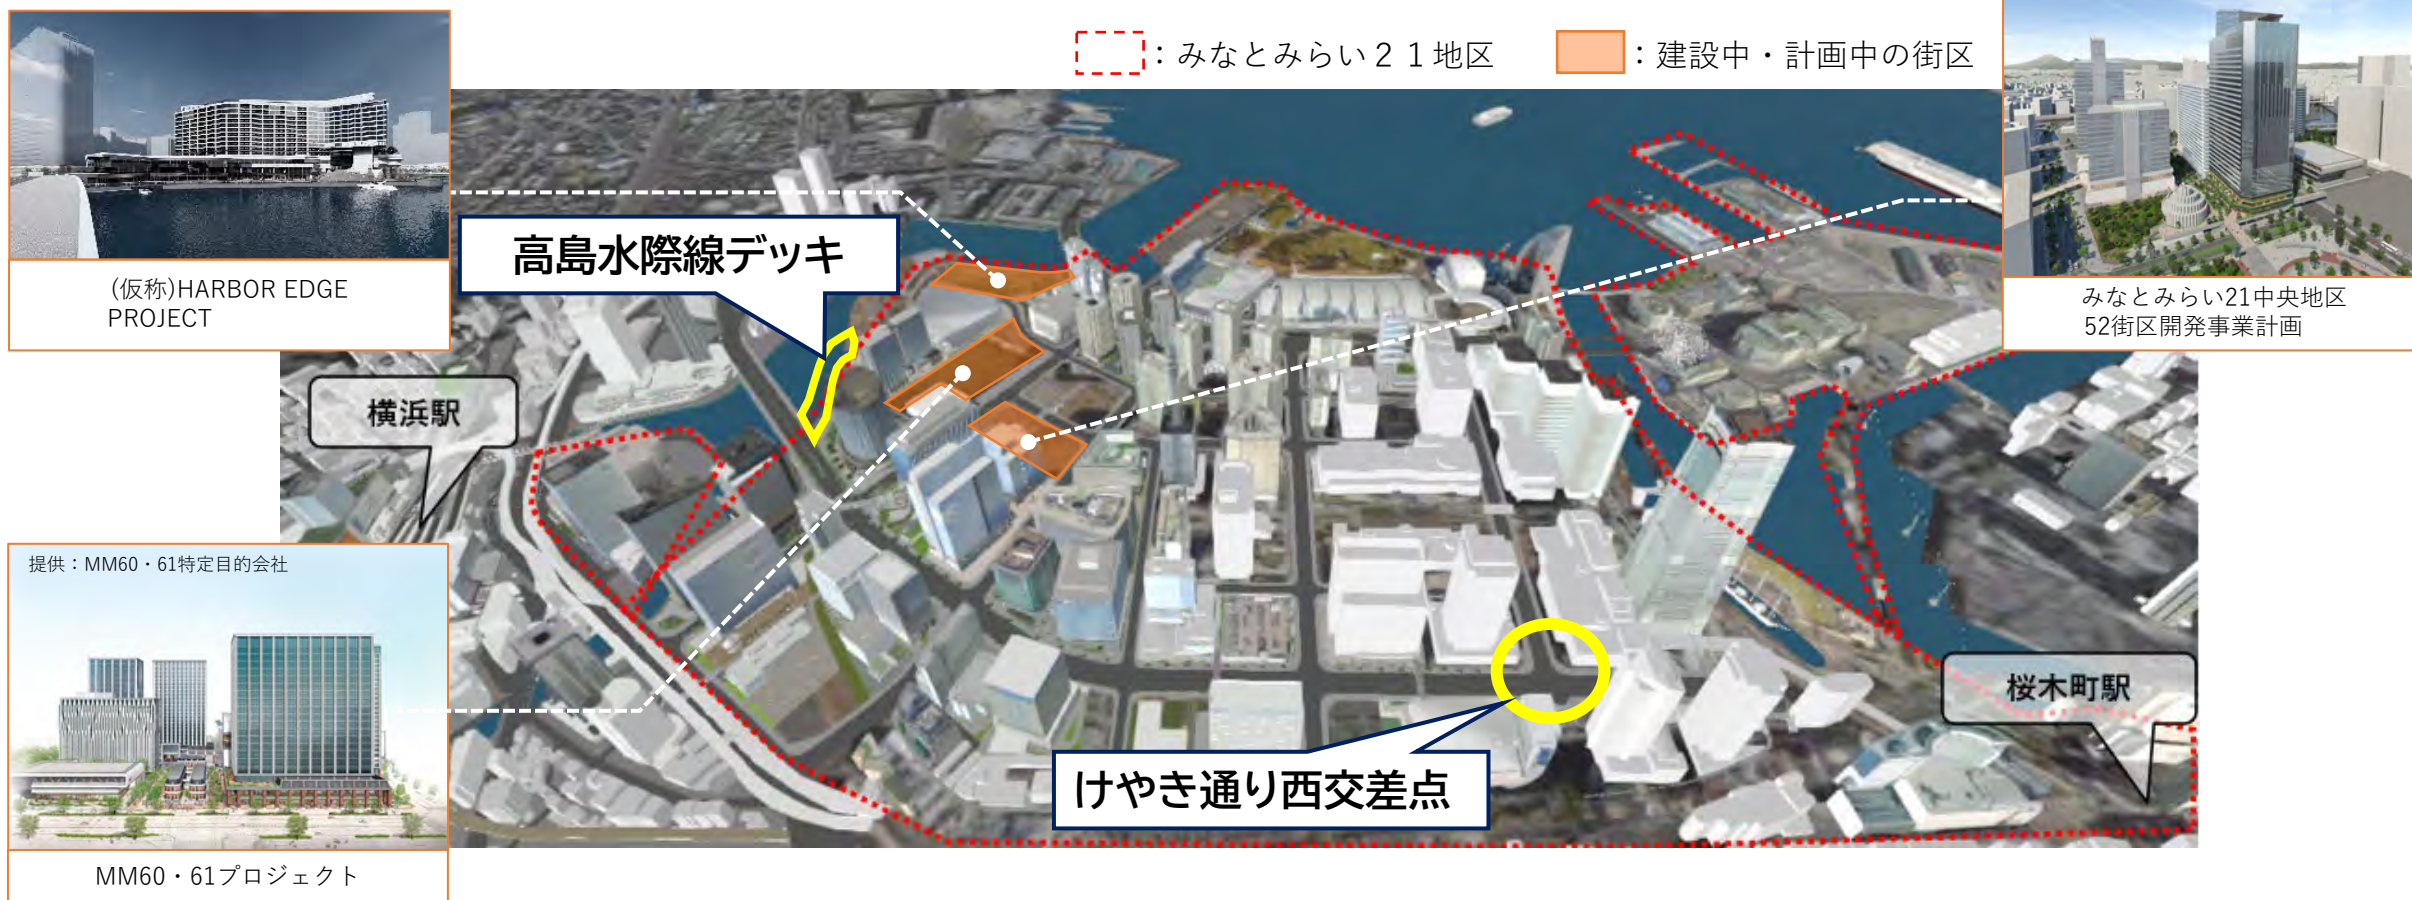 ：みなとみらい２１地区
：建設中・計画中の街区
高島水際線デッキ
(仮称)HARBOR EDGE
PROJECT
みなとみらい21中央地区
52街区開発事業計画
横浜駅
提供：MM60・61特定目的会社
桜木町駅
けやき通り西交差点
MM60・61プロジェクト